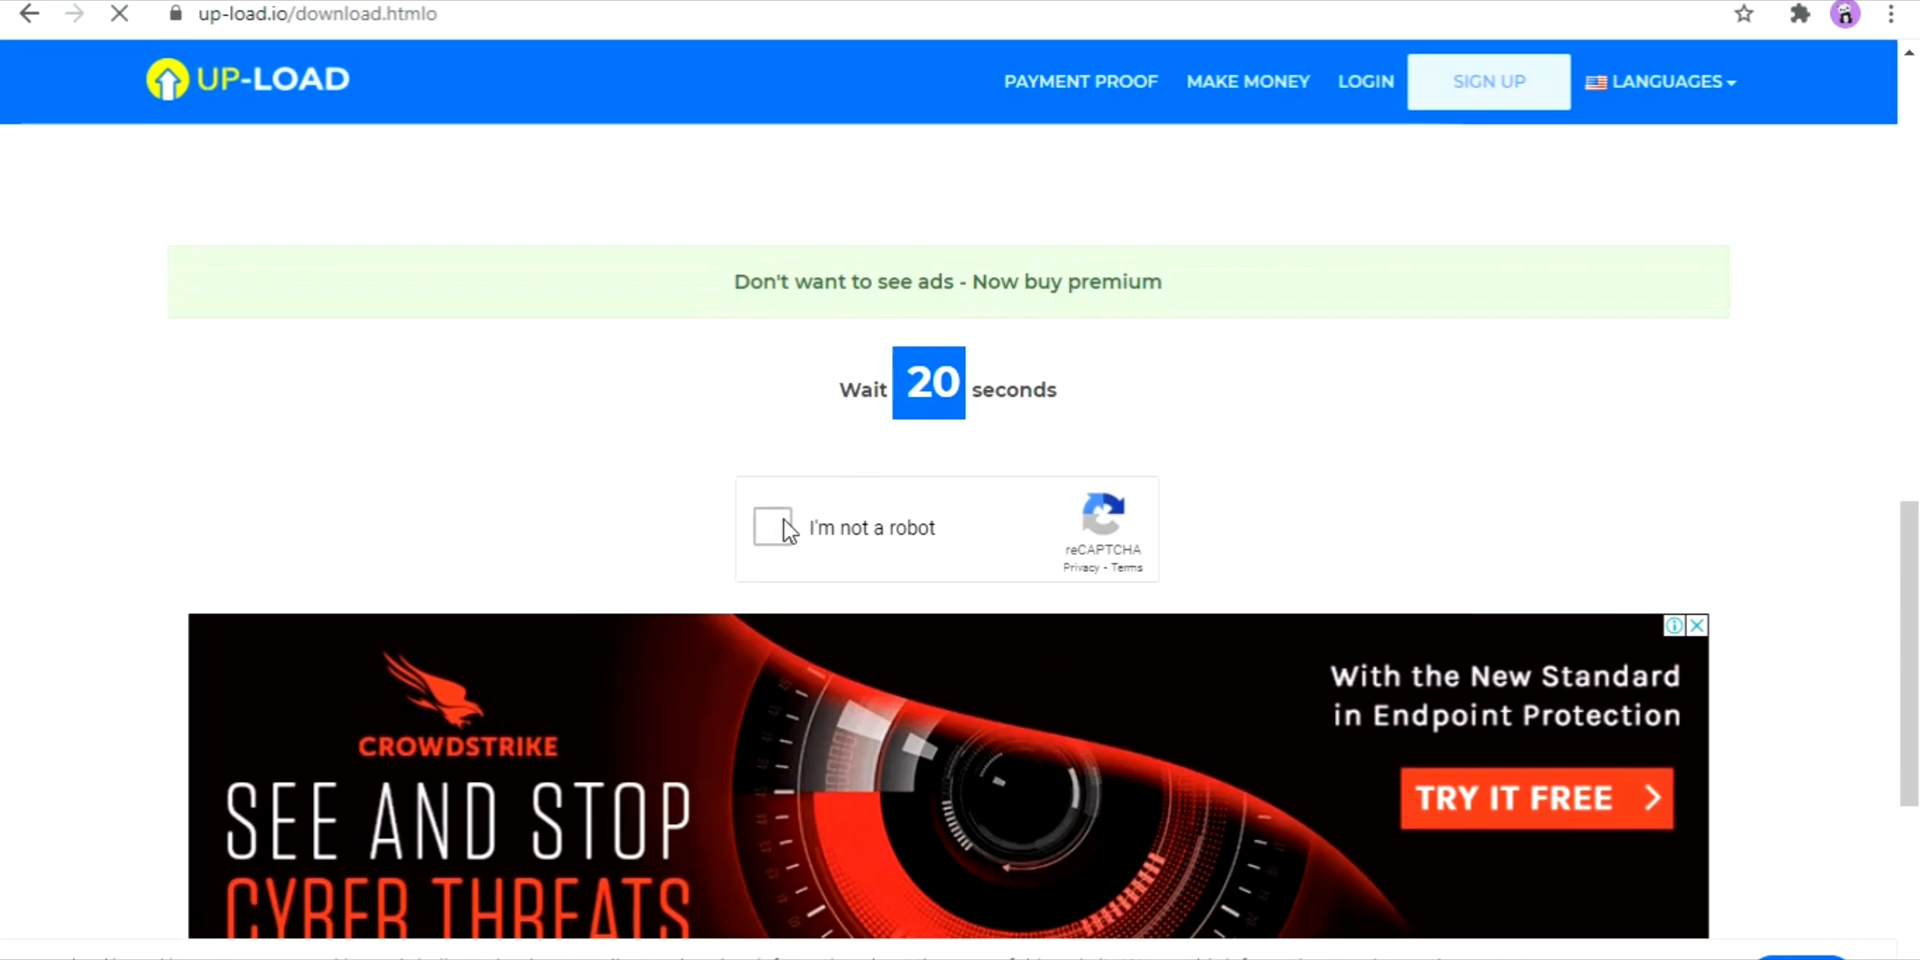 up-load.io/download.htmlo
UP-LOAD
PAYMENT PROOF MAKE MONEY LOGIN SIGN UP LANGUAGES
Don't want to see ads - Now buy premium
Wait 20 seconds
I'm not a robot
reCAPTCHA
Privacy - Terms
With the New Standard
in Endpoint Protection
CROWDSTRIKE
TRY IT FREE
SEE AND STOP
CYBER THREATS